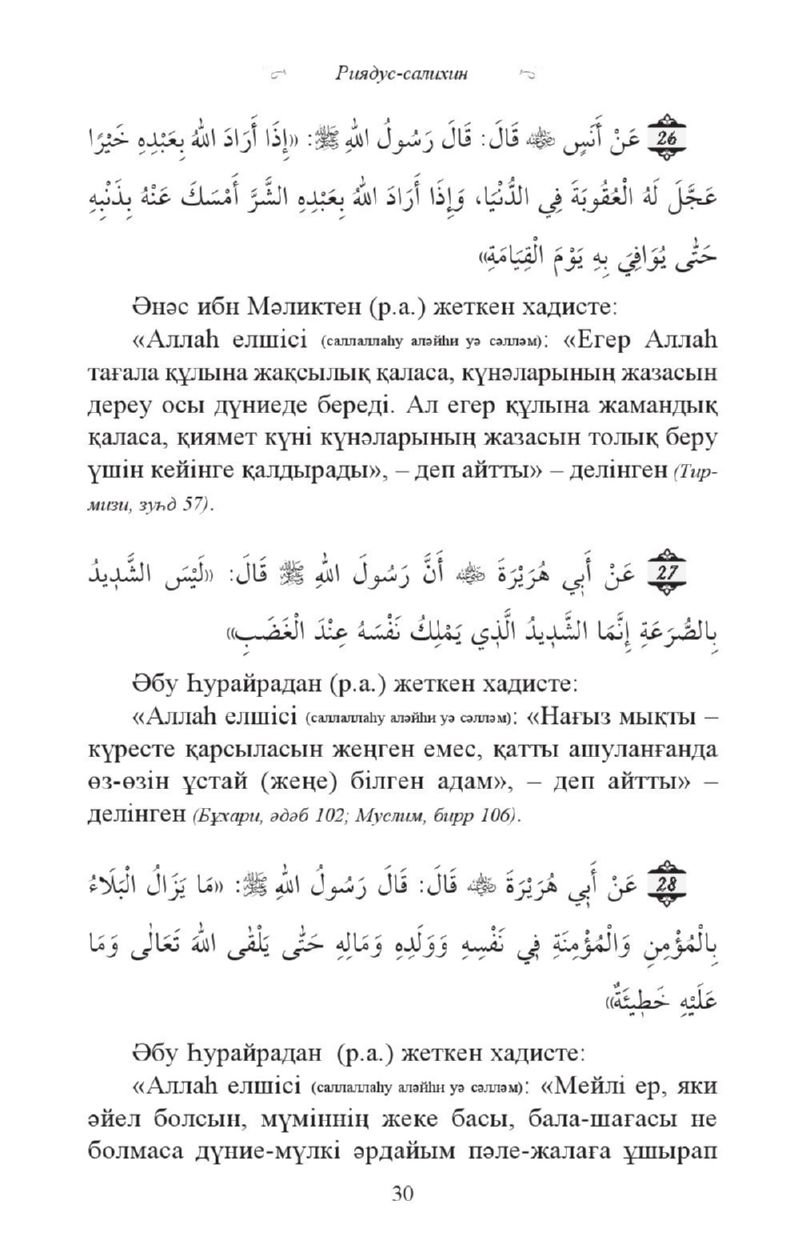 Риядус-салихин
26 عَنْ أَنَسٍ ﷺ قَالَ: قَالَ رَسُولُ اللهِ ﷺ: «إِذَا أَرَادَ اللهُ بِعَبْدِهِ خَيْرًا
عَجَّلَ لَهُ الْعُقُوبَةَ فِي الدُّنْيَا، وَإِذَا أَرَادَ اللهُ بِعَبْدِهِ الشَّرَّ أَمْسَكَ عَنْهُ بِذَنْبِهِ
حَتَّى يُوَافِيَ بِهِ يَوْمَ الْقِيَامَةِ»
Әнәс ибн Мәликтен (р.а.) жеткен хадисте:
«Аллаһ елшісі (саллаллаһу аләйһи уә сәлләм): «Егер Аллаһ
тағала құлына жақсылық қаласа, күнәларының жазасын
дереу осы дүниеде береді. Ал егер құлына жамандық
қаласа, қиямет күні күнәларының жазасын толық беру
үшін кейінге қалдырады», – деп айтты» – делінген (Тир-
мизи, зуһд 57).
27 عَنْ أَبِي هُرَيْرَةَ ﷺ أَنَّ رَسُولَ اللهِ ﷺ قَالَ: «لَيْسَ الشَّدِيدُ
بِالصُّرَعَةِ إِنَّمَا الشَّدِيدُ الَّذِي يَمْلِكُ نَفْسَهُ عِنْدَ الْغَضَبِ»
Әбу Һурайрадан (р.а.) жеткен хадисте:
«Аллаһ елшісі (саллаллаһу аләйһи уә сәлләм): «Нағыз мықты –
күресте қарсыласын жеңген емес, қатты ашуланғанда
өз-өзін ұстай (жеңе) білген адам», – деп айтты» –
делінген (Бұхари, әдәб 102; Муслим, бирр 106).
28 عَنْ أَبِي هُرَيْرَةَ ﷺ قَالَ: قَالَ رَسُولُ اللهِ ﷺ: «مَا يَزَالُ الْبَلَاءُ
بِالْمُؤْمِنِ وَالْمُؤْمِنَةِ فِي نَفْسِهِ وَوَلَدِهِ وَمَالِهِ حَتَّى يَلْقَى اللهَ تَعَالَى وَمَا
عَلَيْهِ خَطِيئَةٌ»
Әбу Һурайрадан (р.а.) жеткен хадисте:
«Аллаһ елшісі (саллаллаһу аләйһи уә сәлләм): «Мейлі ер, яки
әйел болсын, мүміннің жеке басы, бала-шағасы не
болмаса дүние-мүлкі әрдайым пәле-жалаға ұшырап
30